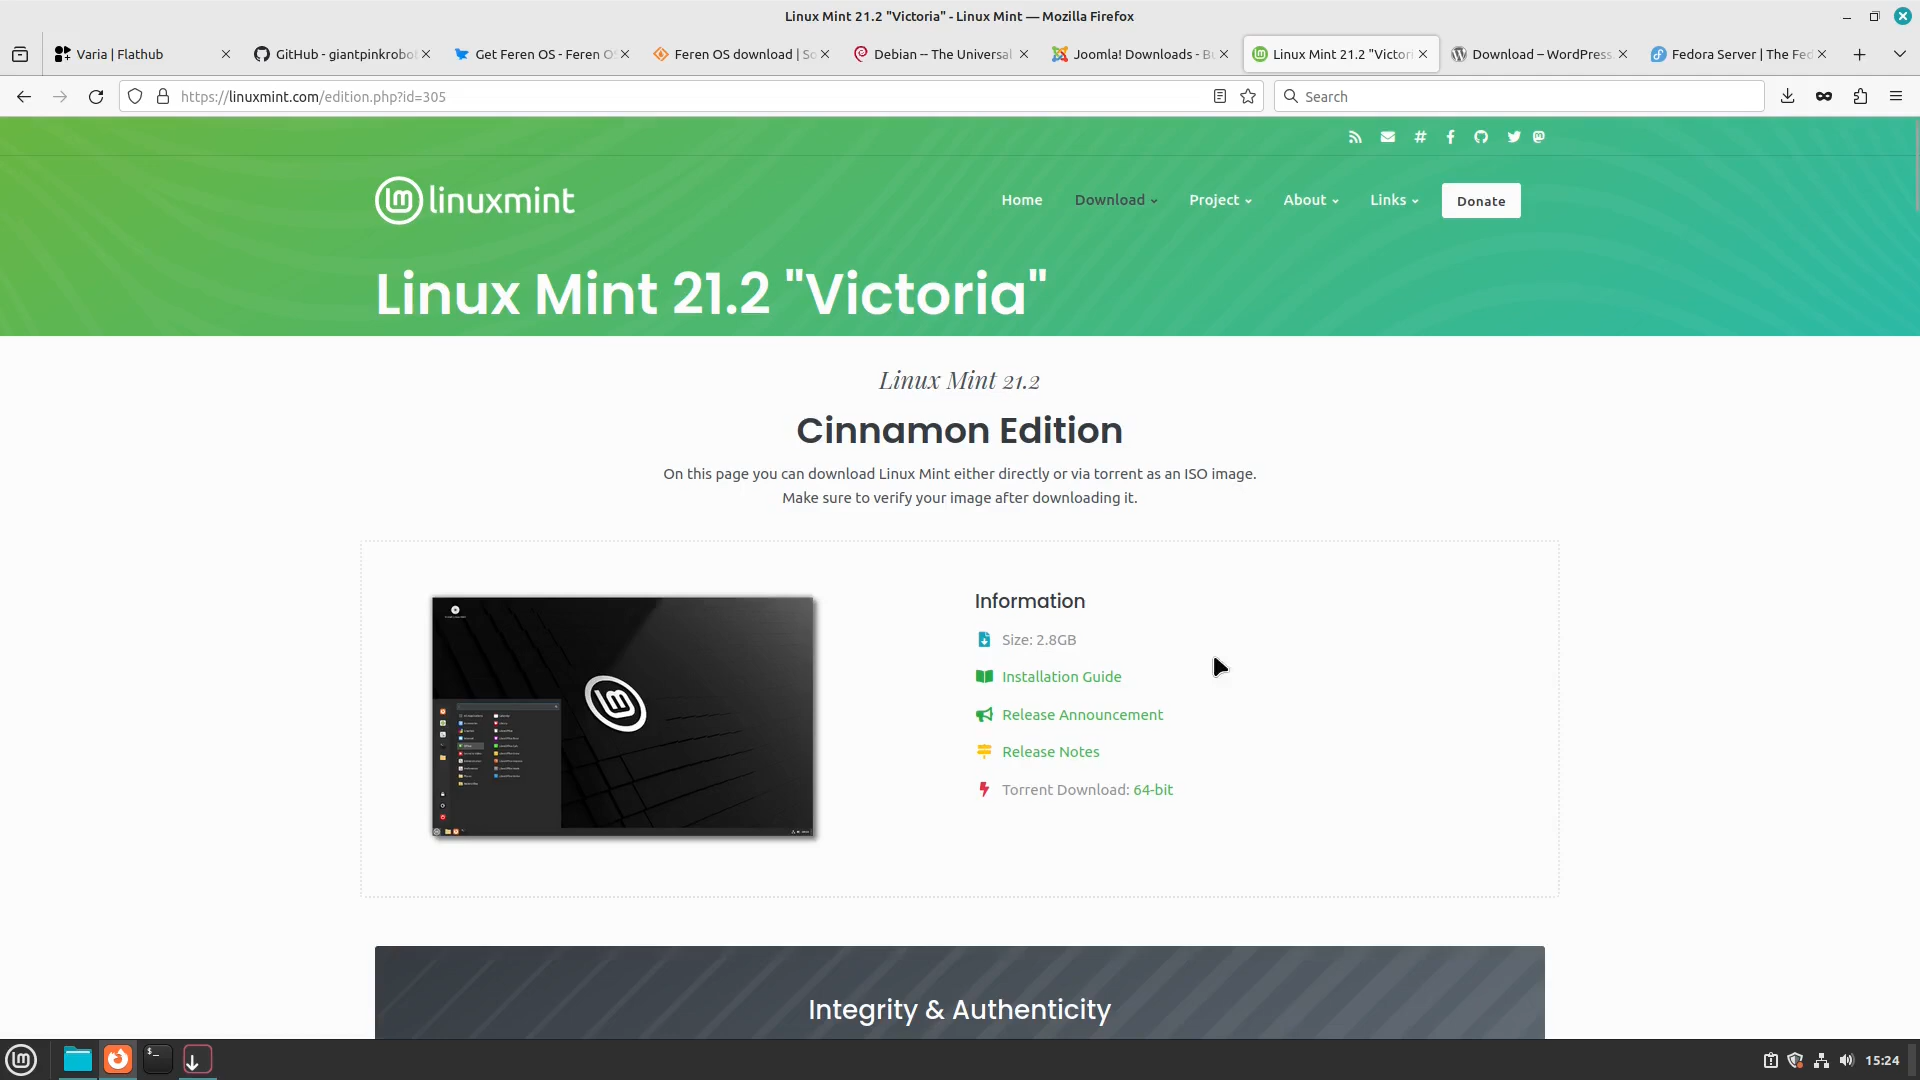 Linux Mint 21.2 "Victoria" - Linux Mint — Mozilla Firefox
Varia | Flathub
GitHub - giantpinkrobo
Get Feren OS - Feren O
Feren OS download | So
Debian -- The Universal
Joomla! Downloads - Bu
Linux Mint 21.2 "Victori
Download – WordPress
Fedora Server | The Fed
https://linuxmint.com/edition.php?id=305
Search
linuxmint
Home
Download
Project
About
Links
Donate
Linux Mint 21.2 "Victoria"
Linux Mint 21.2
Cinnamon Edition
On this page you can download Linux Mint either directly or via torrent as an ISO image.
Make sure to verify your image after downloading it.
Information
Size: 2.8GB
Installation Guide
Release Announcement
Release Notes
Torrent Download: 64-bit
Integrity & Authenticity
15:24